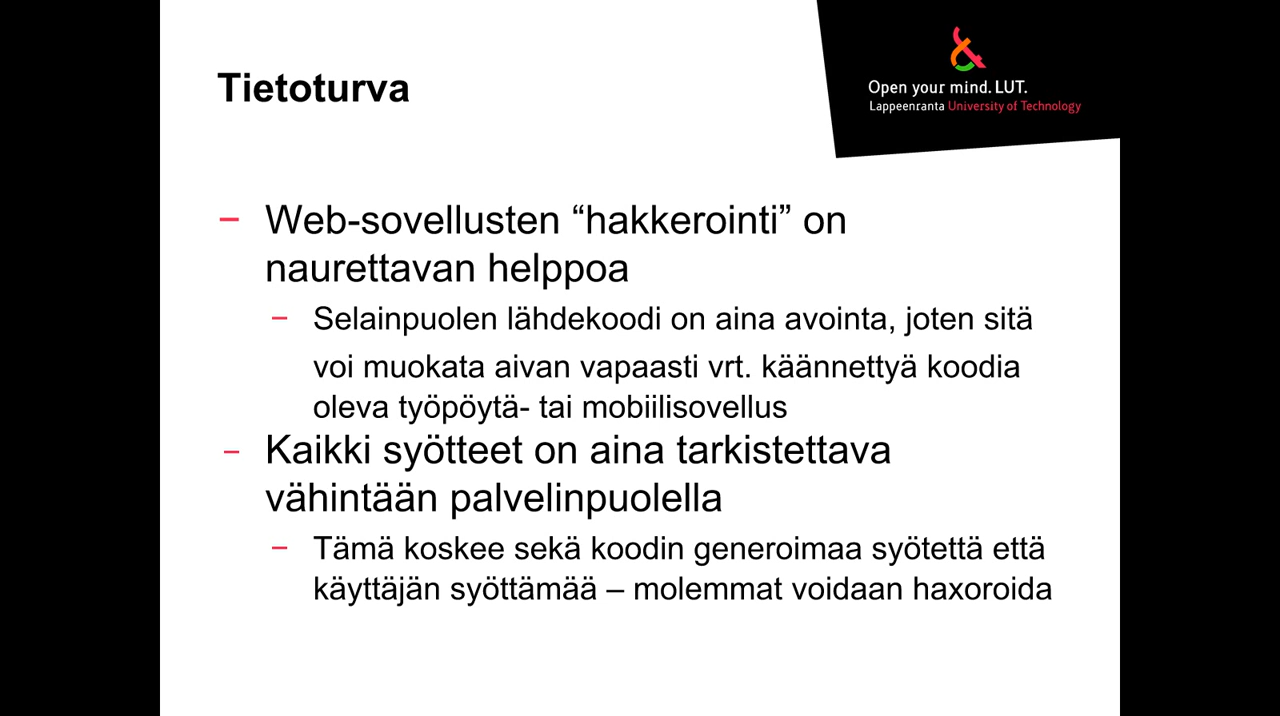 Tietoturva
Open your mind. LUT.
Lappeenranta University of Technology
– Web-sovellusten “hakkerointi” on
naurettavan helppoa
– Selainpuolen lähdekoodi on aina avointa, joten sitä
voi muokata aivan vapaasti vrt. käännettyä koodia
oleva työpöytä- tai mobiilisovellus
– Kaikki syötteet on aina tarkistettava
vähintään palvelinpuolella
– Tämä koskee sekä koodin generoimaa syötettä että
käyttäjän syöttämää – molemmat voidaan haxoroida